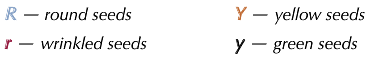 R — round seeds Y — yellow seeds
r — wrinkled seeds y — green seeds